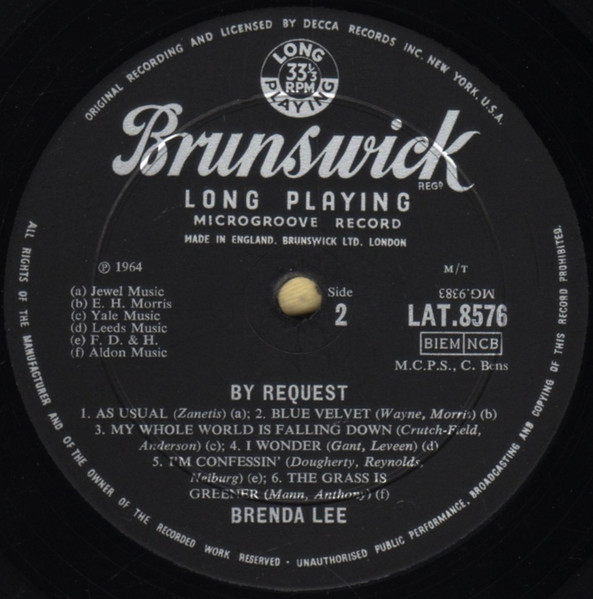 ORIGINAL RECORDING AND LICENSED BY DECCA RECORDS INC. NEW YORK. U.S.A.
LONG
33⅓
RPM
PLAYING
Brunswick
REGD
LONG PLAYING
MICROGROOVE RECORD
MADE IN ENGLAND. BRUNSWICK LTD. LONDON
℗ 1964
M/T
(a) Jewel Music
(b) E. H. Morris
(c) Yale Music
(d) Leeds Music
(e) F. D. & H.
(f) Aldon Music
Side
2
MG.9383
LAT.8576
BIEM NCB
M.C.P.S., C. Bens
BY REQUEST
1. AS USUAL (Zanetis) (a); 2. BLUE VELVET (Wayne, Morris) (b)
3. MY WHOLE WORLD IS FALLING DOWN (Crutch-Field,
Anderson) (c); 4. I WONDER (Gant, Leveen) (d)
5. I'M CONFESSIN' (Dougherty, Reynolds,
Neiburg) (e); 6. THE GRASS IS
GREENER (Mann, Anthony) (f)
BRENDA LEE
ALL RIGHTS OF THE MANUFACTURER AND OF THE OWNER OF THE RECORDED WORK RESERVED · UNAUTHORISED PUBLIC PERFORMANCE, BROADCASTING AND COPYING OF THIS RECORD PROHIBITED.